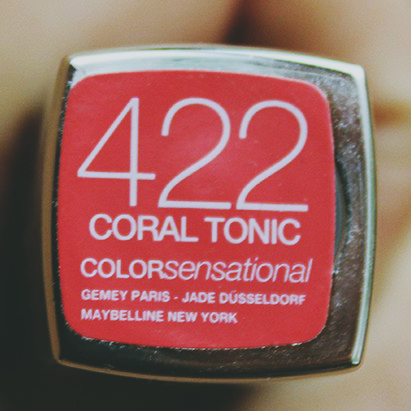 422
CORAL TONIC
COLORsensational
GEMEY PARIS - JADE DÜSSELDORF
MAYBELLINE NEW YORK